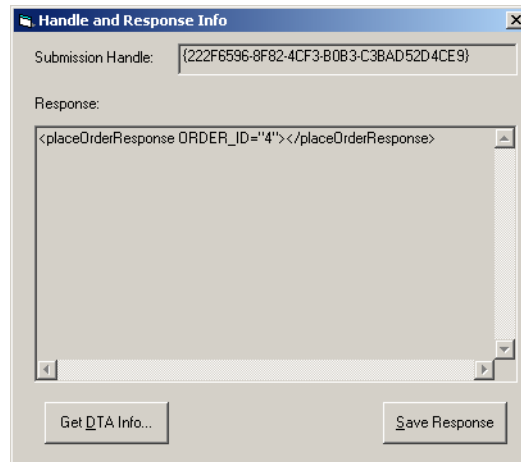 Handle and Response Info
Submission Handle: {222F6596-8F82-4CF3-B0B3-C3BAD52D4CE9}
Response:
<placeOrderResponse ORDER_ID="4"></placeOrderResponse>
Get DTA Info... Save Response